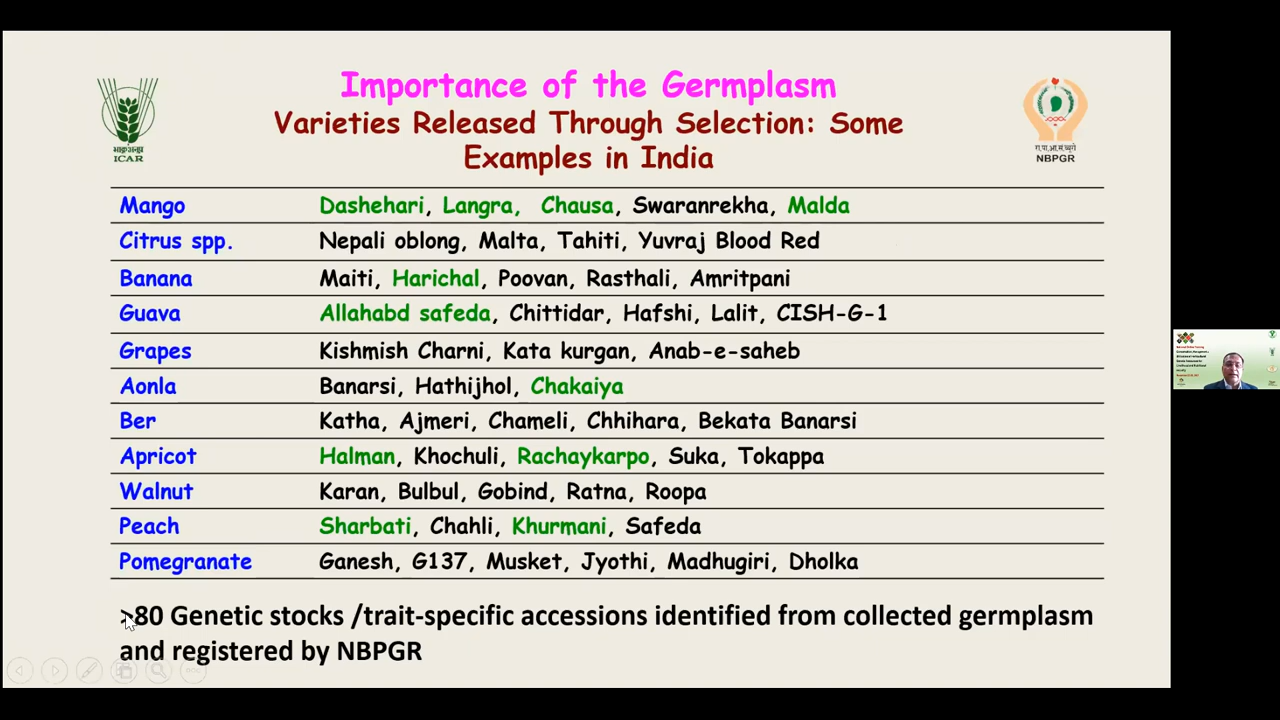 Importance of the Germplasm
Varieties Released Through Selection: Some
Examples in India
भाकृअनुप
ICAR
NBPGR
Mango Dashehari, Langra, Chausa, Swaranrekha, Malda
Citrus spp. Nepali oblong, Malta, Tahiti, Yuvraj Blood Red
Banana Maiti, Harichal, Poovan, Rasthali, Amritpani
Guava Allahabd safeda, Chittidar, Hafshi, Lalit, CISH-G-1
Grapes Kishmish Charni, Kata kurgan, Anab-e-saheb
Aonla Banarsi, Hathijhol, Chakaiya
Ber Katha, Ajmeri, Chameli, Chhihara, Bekata Banarsi
Apricot Halman, Khochuli, Rachaykarpo, Suka, Tokappa
Walnut Karan, Bulbul, Gobind, Ratna, Roopa
Peach Sharbati, Chahli, Khurmani, Safeda
Pomegranate Ganesh, G137, Musket, Jyothi, Madhugiri, Dholka
>80 Genetic stocks /trait-specific accessions identified from collected germplasm
and registered by NBPGR